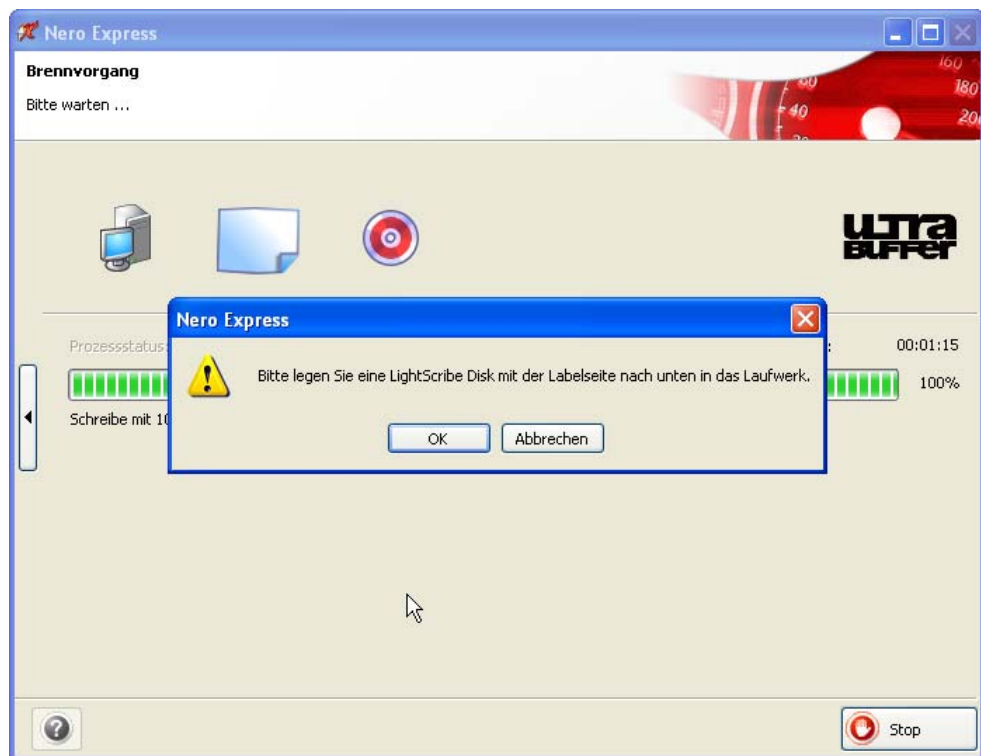 Nero Express
Brennvorgang
Bitte warten ...
160
180
200
60
40
ULTRA
BUFFER
Nero Express
Bitte legen Sie eine LightScribe Disk mit der Labelseite nach unten in das Laufwerk.
OK Abbrechen
Prozessstatus: 00:01:15
100%
Schreibe mit 10
Stop